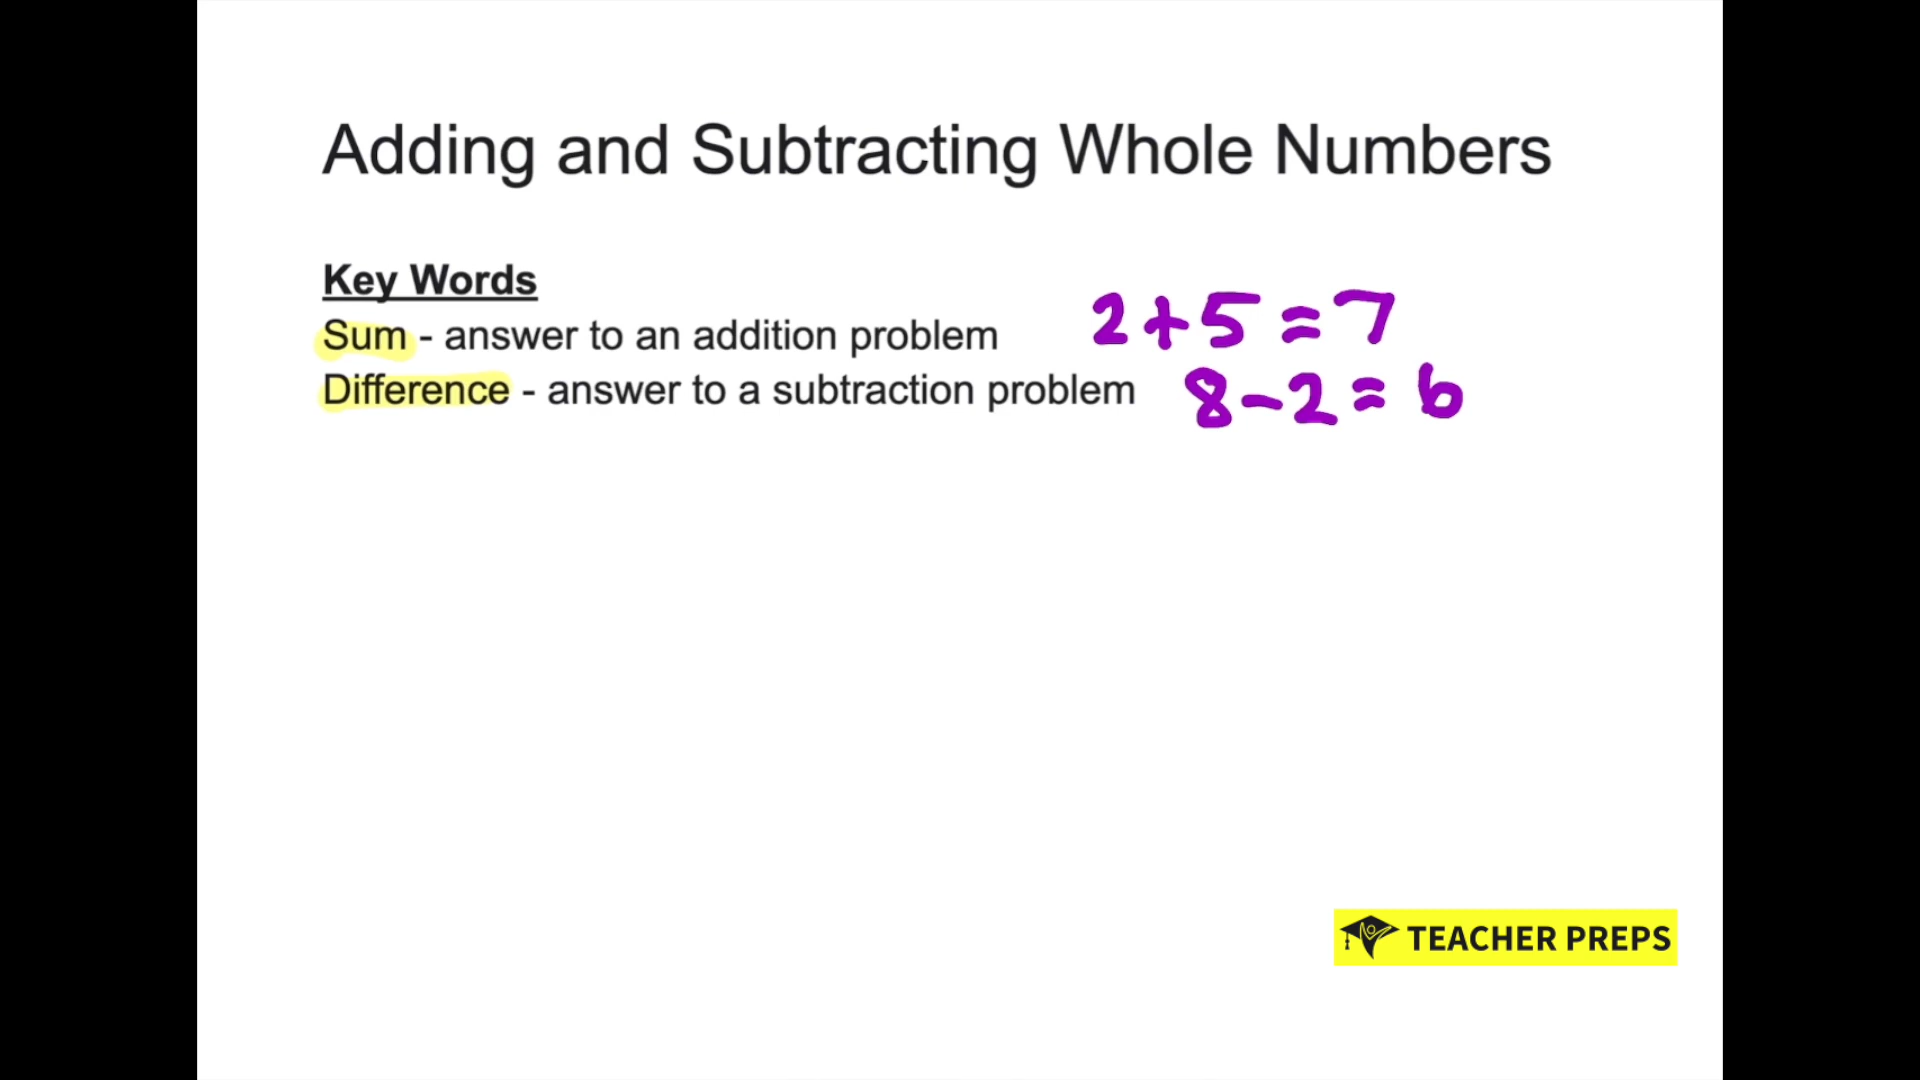 Adding and Subtracting Whole Numbers
Key Words
Sum - answer to an addition problem 2+5=7
Difference - answer to a subtraction problem 8-2=6
TEACHER PREPS